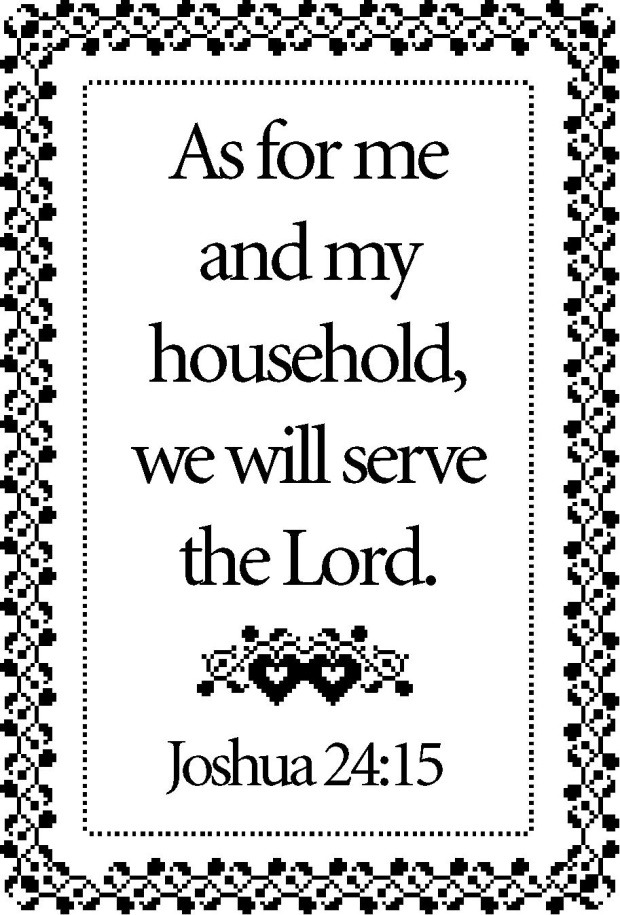 As for me
and my
household,
we will serve
the Lord.
Joshua 24:15